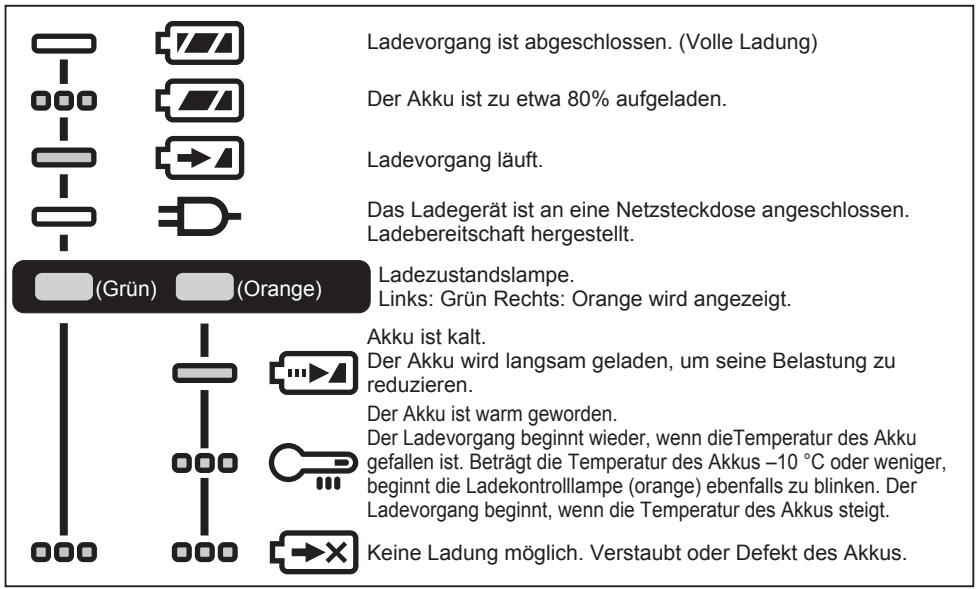 Ladevorgang ist abgeschlossen. (Volle Ladung)
Der Akku ist zu etwa 80% aufgeladen.
Ladevorgang läuft.
Das Ladegerät ist an eine Netzsteckdose angeschlossen.
Ladebereitschaft hergestellt.
(Grün) (Orange)
Ladezustandslampe.
Links: Grün Rechts: Orange wird angezeigt.
Akku ist kalt.
Der Akku wird langsam geladen, um seine Belastung zu
reduzieren.
Der Akku ist warm geworden.
Der Ladevorgang beginnt wieder, wenn dieTemperatur des Akku
gefallen ist. Beträgt die Temperatur des Akkus –10 °C oder weniger,
beginnt die Ladekontrolllampe (orange) ebenfalls zu blinken. Der
Ladevorgang beginnt, wenn die Temperatur des Akkus steigt.
Keine Ladung möglich. Verstaubt oder Defekt des Akkus.